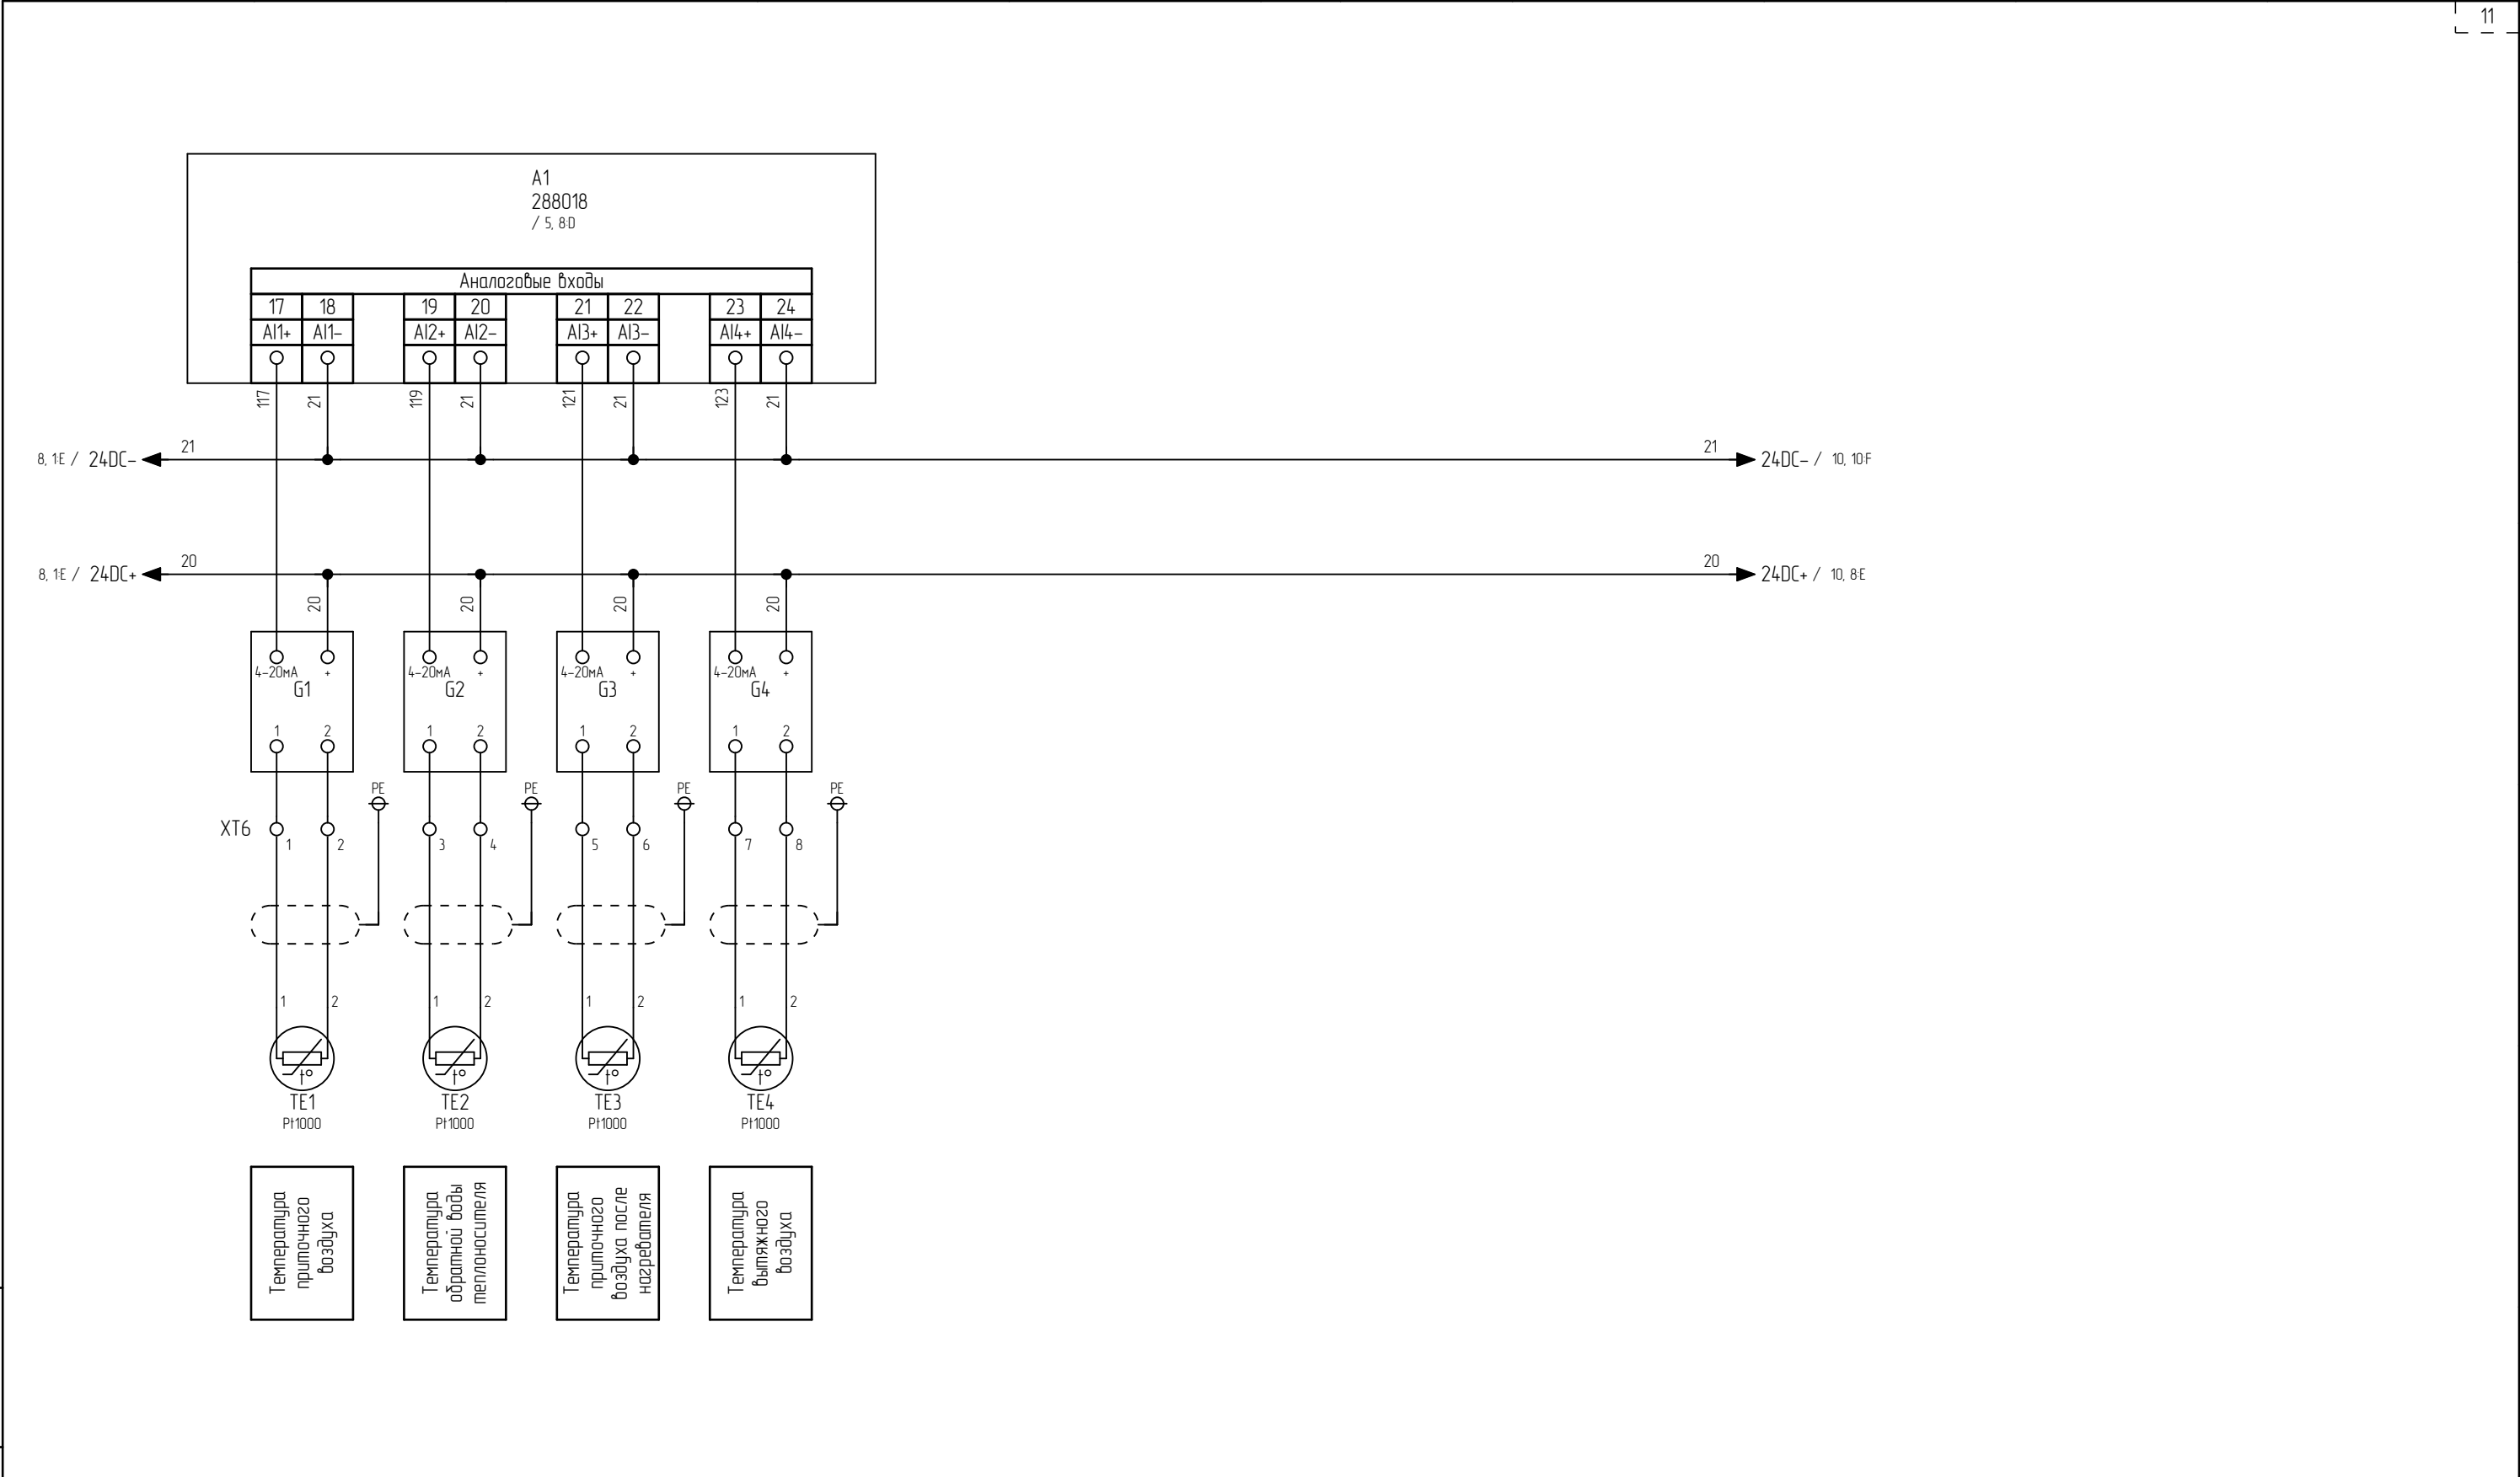 11
A1
288018
/ 5, 8:D
Аналоговые входы
17 18 19 20 21 22 23 24
AI1+ AI1- AI2+ AI2- AI3+ AI3- AI4+ AI4-
117 21 119 21 121 21 123 21
21 21
8, 1:E / 24DC- 24DC- / 10, 10:F
20 20
8, 1:E / 24DC+ 24DC+ / 10, 8:E
20 20 20 20
4-20мА + 4-20мА + 4-20мА + 4-20мА +
G1 G2 G3 G4
1 2 1 2 1 2 1 2
PE PE PE PE
XT6
1 2 3 4 5 6 7 8
1 2 1 2 1 2 1 2
t° t° t° t°
TE1 TE2 TE3 TE4
Pt1000 Pt1000 Pt1000 Pt1000
Температура
приточного
воздуха
Температура
обратной воды
теплоносителя
Температура
приточного
воздуха после
нагревателя
Температура
вытяжного
воздуха